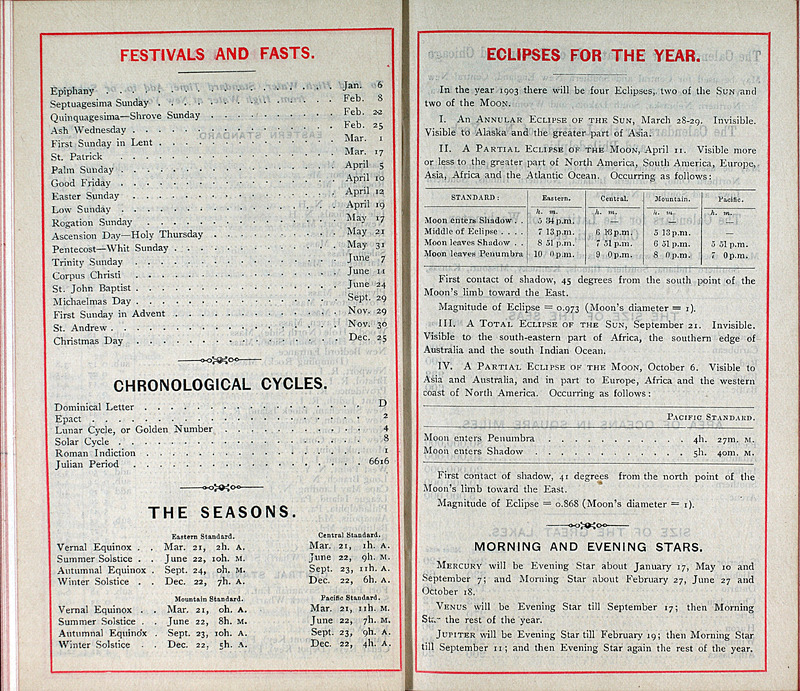 FESTIVALS AND FASTS.
Epiphany . . . Jan. 6
Septuagesima Sunday . . . Feb. 8
Quinquagesima—Shrove Sunday . . . Feb. 22
Ash Wednesday . . . Feb. 25
First Sunday in Lent . . . Mar. 1
St. Patrick . . . Mar. 17
Palm Sunday . . . April 5
Good Friday . . . April 10
Easter Sunday . . . April 12
Low Sunday . . . April 19
Rogation Sunday . . . May 17
Ascension Day—Holy Thursday . . . May 21
Pentecost—Whit Sunday . . . May 31
Trinity Sunday . . . June 7
Corpus Christi . . . June 11
St. John Baptist . . . June 24
Michaelmas Day . . . Sept. 29
First Sunday in Advent . . . Nov. 29
St. Andrew . . . Nov. 30
Christmas Day . . . Dec. 25
CHRONOLOGICAL CYCLES.
Dominical Letter . . . D
Epact . . . 2
Lunar Cycle, or Golden Number . . . 4
Solar Cycle . . . 8
Roman Indiction . . . 1
Julian Period . . . 6616
THE SEASONS.
Eastern Standard. Central Standard.
Vernal Equinox . . Mar. 21, 2h. A. Mar. 21, 1h. A.
Summer Solstice . . June 22, 10h. M. June 22, 9h. M.
Autumnal Equinox . Sept. 24, 0h. M. Sept. 23, 11h. A.
Winter Solstice . . Dec. 22, 7h. A. Dec. 22, 6h. A.
Mountain Standard. Pacific Standard.
Vernal Equinox . . Mar. 21, 0h. A. Mar. 21, 11h. M.
Summer Solstice . . June 22, 8h. M. June 22, 7h. M.
Autumnal Equinox . Sept. 23, 10h. A. Sept. 23, 9h. A.
Winter Solstice . . Dec. 22, 5h. A. Dec. 22, 4h. A.
ECLIPSES FOR THE YEAR.
In the year 1903 there will be four Eclipses, two of the SUN and
two of the MOON.
I. AN ANNULAR ECLIPSE OF THE SUN, March 28-29. Invisible.
Visible to Alaska and the greater part of Asia.
II. A PARTIAL ECLIPSE OF THE MOON, April 11. Visible more
or less to the greater part of North America, South America, Europe,
Asia, Africa and the Atlantic Ocean. Occurring as follows:
STANDARD: Eastern. Central. Mountain. Pacific.
h. m. h. m. h. m. h. m.
Moon enters Shadow . . 5 34 p.m. — —
Middle of Eclipse . . . 7 13 p.m. 6 16 p.m. 5 13 p.m.
Moon leaves Shadow . . 8 51 p.m. 7 51 p.m. 6 51 p.m. 5 51 p.m.
Moon leaves Penumbra 10 0 p.m. 9 0 p.m. 8 0 p.m. 7 0 p.m.
First contact of shadow, 45 degrees from the south point of the
Moon's limb toward the East.
Magnitude of Eclipse = 0.973 (Moon's diameter = 1).
III. A TOTAL ECLIPSE OF THE SUN, September 21. Invisible.
Visible to the south-eastern part of Africa, the southern edge of
Australia and the south Indian Ocean.
IV. A PARTIAL ECLIPSE OF THE MOON, October 6. Visible to
Asia and Australia, and in part to Europe, Africa and the western
coast of North America. Occurring as follows:
PACIFIC STANDARD.
Moon enters Penumbra . . . 4h. 27m. M.
Moon enters Shadow . . . 5h. 40m. M.
First contact of shadow, 41 degrees from the north point of the
Moon's limb toward the East.
Magnitude of Eclipse = 0.868 (Moon's diameter = 1).
MORNING AND EVENING STARS.
MERCURY will be Evening Star about January 17, May 10 and
September 7; and Morning Star about February 27, June 27 and
October 18.
VENUS will be Evening Star till September 17; then Morning
the rest of the year.
JUPITER will be Evening Star till February 19; then Morning Star
till September 11; and then Evening Star again the rest of the year.